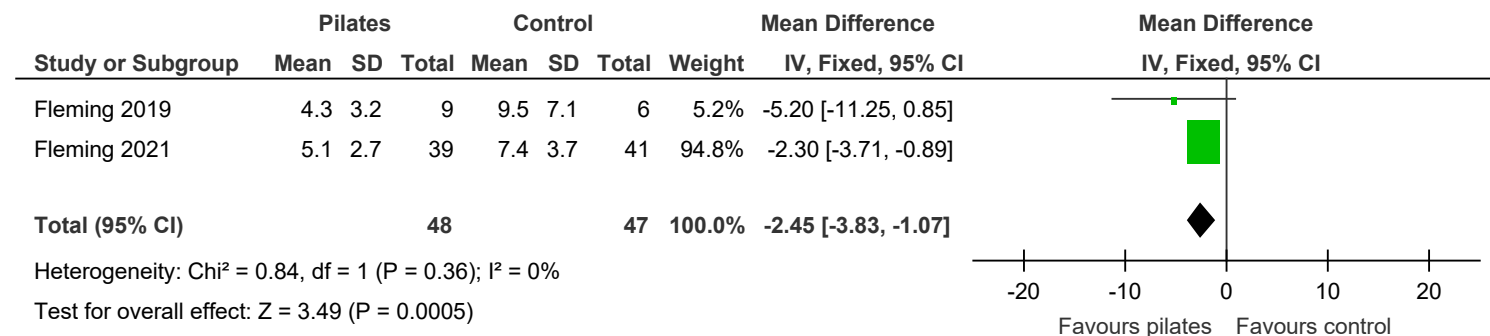 Pilates Control Mean Difference Mean Difference
Study or Subgroup Mean SD Total Mean SD Total Weight IV, Fixed, 95% CI IV, Fixed, 95% CI
Fleming 2019 4.3 3.2 9 9.5 7.1 6 5.2% -5.20 [-11.25, 0.85]
Fleming 2021 5.1 2.7 39 7.4 3.7 41 94.8% -2.30 [-3.71, -0.89]
Total (95% CI) 48 47 100.0% -2.45 [-3.83, -1.07]
Heterogeneity: Chi² = 0.84, df = 1 (P = 0.36); I² = 0%
Test for overall effect: Z = 3.49 (P = 0.0005)
-20 -10 0 10 20
Favours pilates Favours control